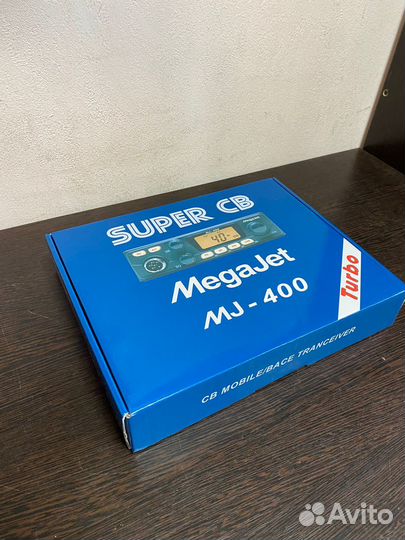 SUPER CB
40
MegaJet
MJ-400
Turbo
CB MOBILE/BACE TRANCEIVER
Avito